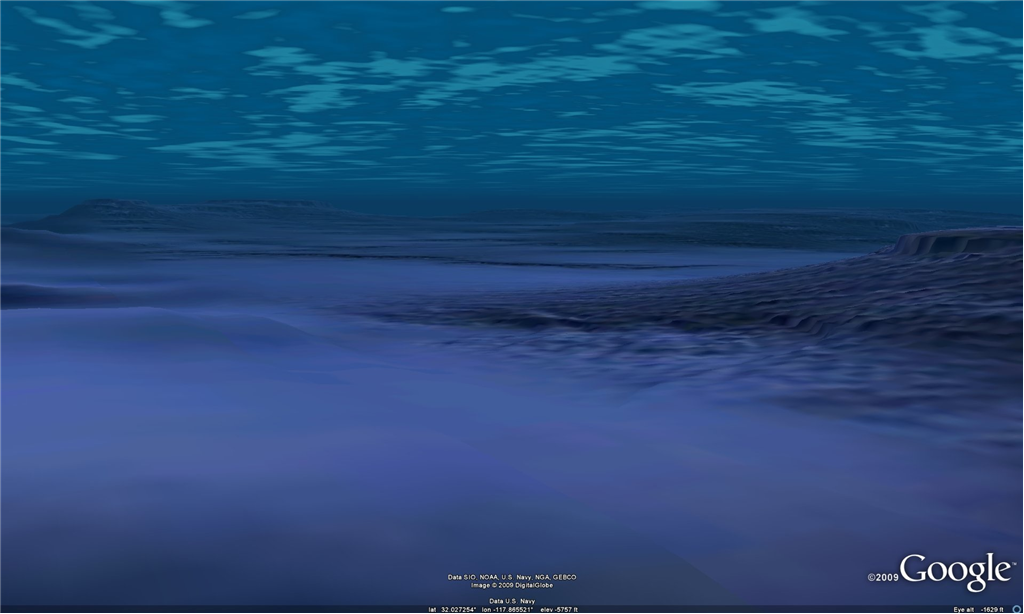 Data SIO, NOAA, U.S. Navy, NGA, GEBCO
Image © 2009 DigitalGlobe
©2009 Google™
Data U.S. Navy
lat 32.027254° lon -117.865521° elev -5757 ft
Eye alt -1629 ft